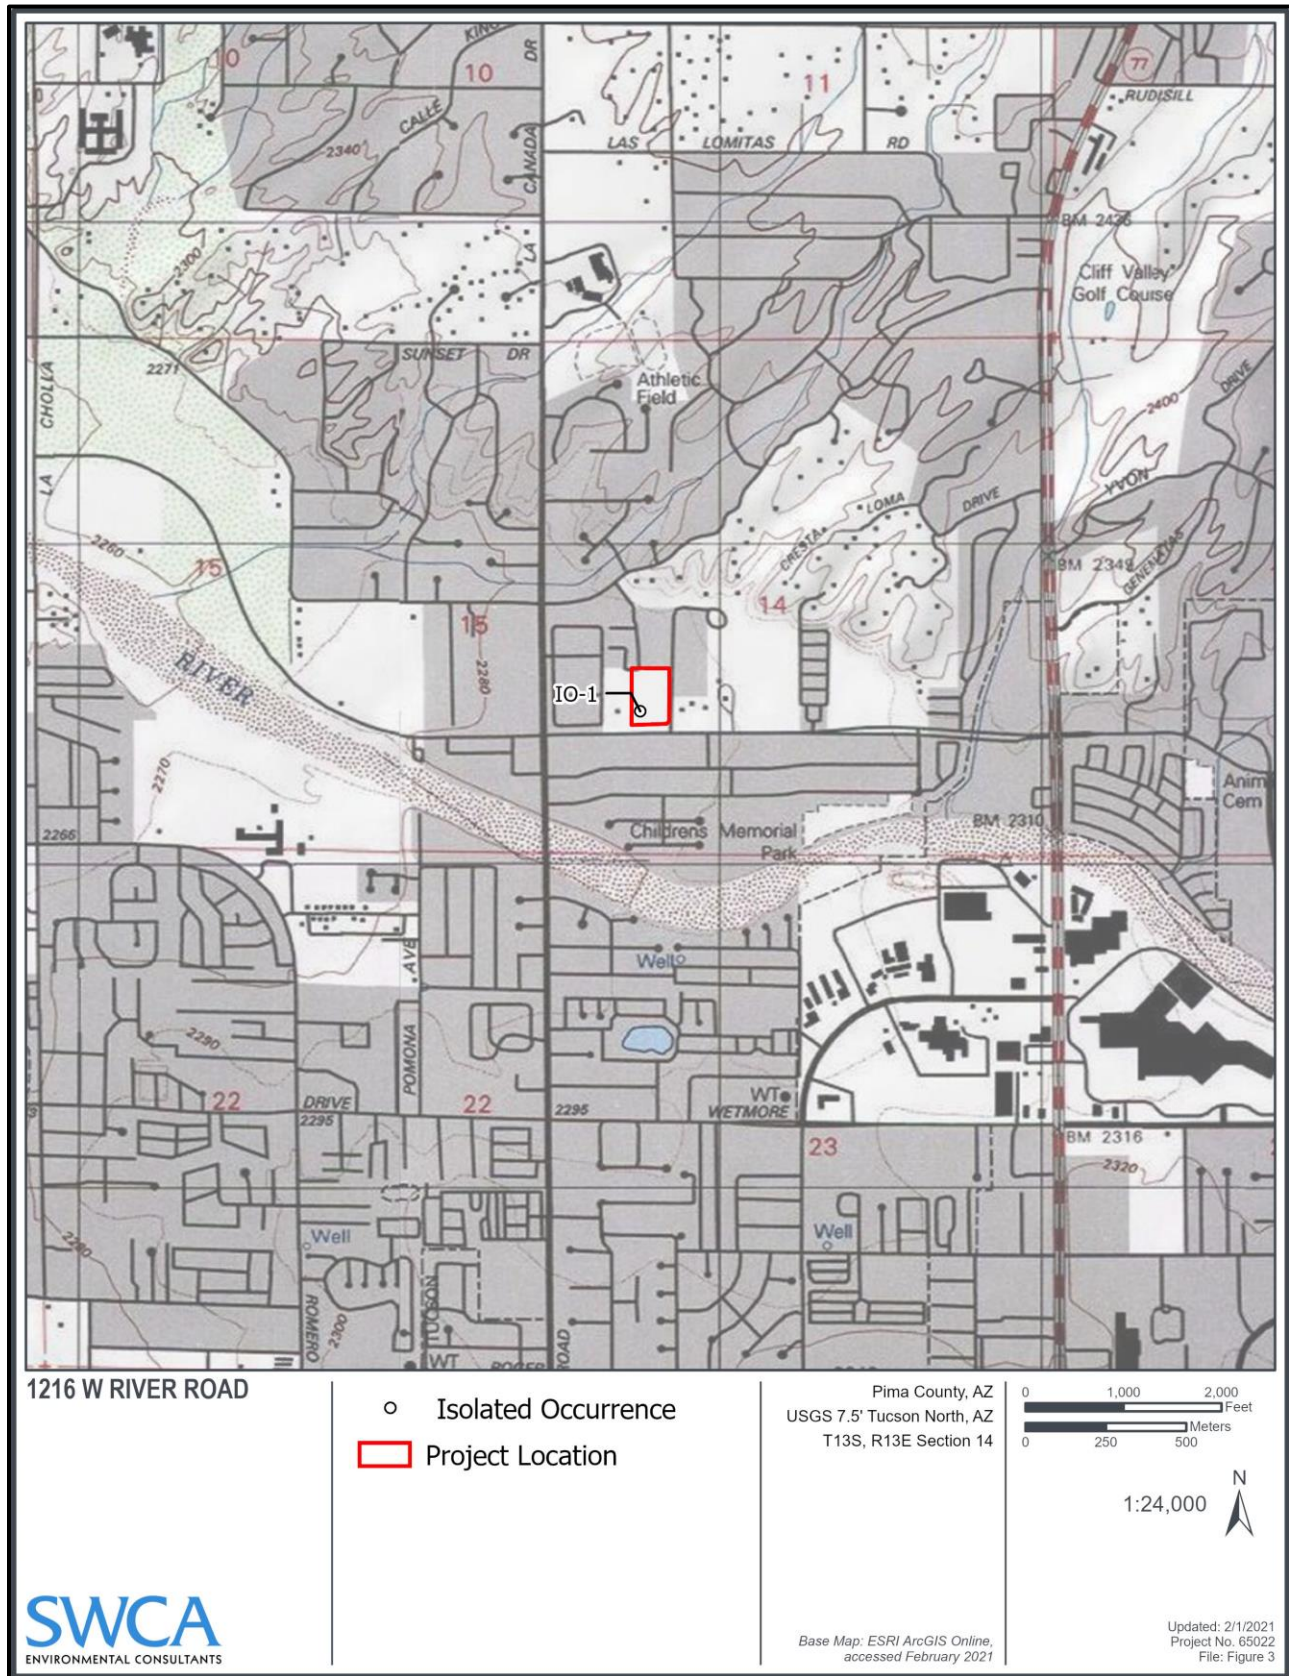 10
10
KING
DR
11
77
RUDISILL
CALLE
2340
CANADA
LAS LOMITAS RD
LA
BM 2436
2300
Cliff Valley
Golf Course
SUNSET DR
2271
Athletic
Field
DRIVE
2400
LA CHOLLA
YVON
CRESTA LOMA DRIVE
2260
15
BM 2349
GENEMATAS
14
15
RIVER
2280
IO-1
2270
Anim
Cem
2266
Childrens Memorial
Park
BM 2310
Well
POMONA AVE
2290
WT
22
DRIVE
2295
22
2295
WETMORE
23
BM 2316
2320
Well
Well
2280
ROMERO
2300
TUCSON
WT
ROGER
ROAD
1216 W RIVER ROAD
Isolated Occurrence
Project Location
Pima County, AZ
USGS 7.5' Tucson North, AZ
T13S, R13E Section 14
0 1,000 2,000
Feet
Meters
0 250 500
N
1:24,000
SWCA
ENVIRONMENTAL CONSULTANTS
Base Map: ESRI ArcGIS Online,
accessed February 2021
Updated: 2/1/2021
Project No. 65022
File: Figure 3